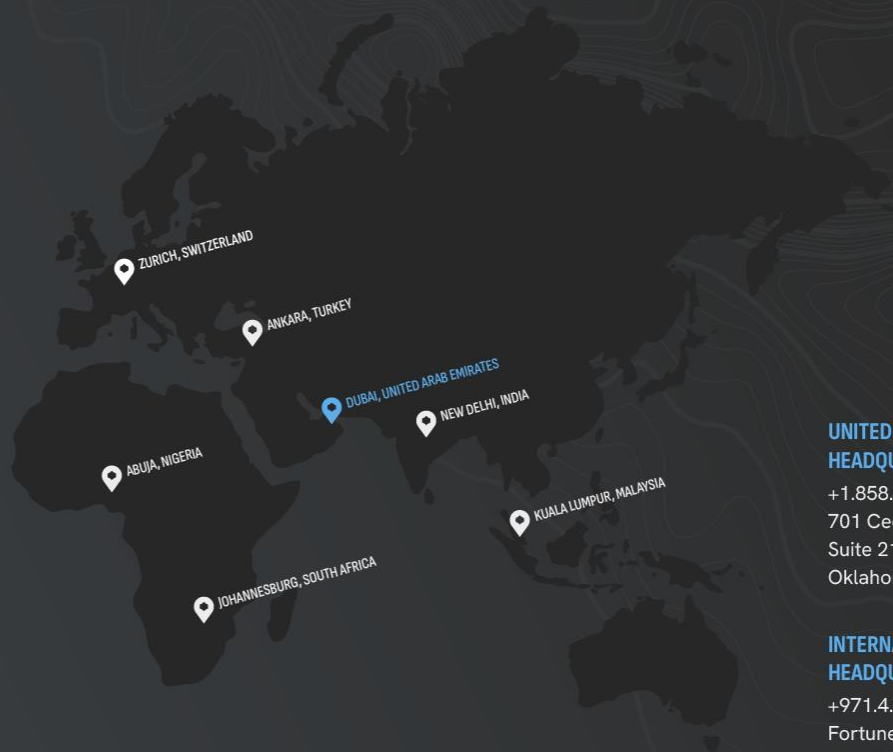 ZURICH, SWITZERLAND
ANKARA, TURKEY
DUBAI, UNITED ARAB EMIRATES
NEW DELHI, INDIA
ABUJA, NIGERIA
KUALA LUMPUR, MALAYSIA
JOHANNESBURG, SOUTH AFRICA
UNITED
HEADQU
+1.858.
701 Ce
Suite 21
Oklaho
INTERNA
HEADQU
+971.4.
Fortune